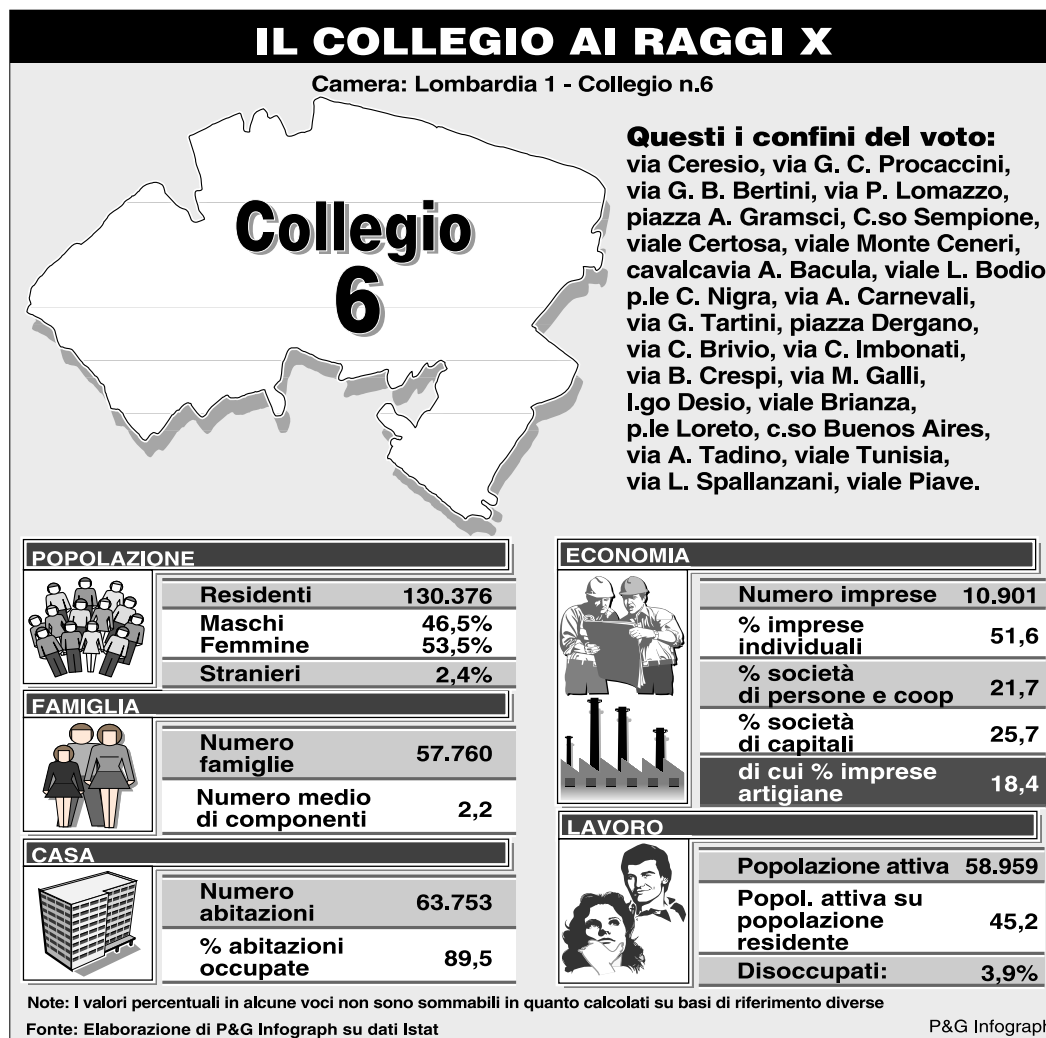 IL COLLEGIO AI RAGGI X
Camera: Lombardia 1 - Collegio n.6
Collegio
6
Questi i confini del voto:
via Ceresio, via G. C. Procaccini,
via G. B. Bertini, via P. Lomazzo,
piazza A. Gramsci, C.so Sempione,
viale Certosa, viale Monte Ceneri,
cavalcavia A. Bacula, viale L. Bodio
p.le C. Nigra, via A. Carnevali,
via G. Tartini, piazza Dergano,
via C. Brivio, via C. Imbonati,
via B. Crespi, via M. Galli,
l.go Desio, viale Brianza,
p.le Loreto, c.so Buenos Aires,
via A. Tadino, viale Tunisia,
via L. Spallanzani, viale Piave.
POPOLAZIONE
Residenti 130.376
Maschi 46,5%
Femmine 53,5%
Stranieri 2,4%
FAMIGLIA
Numero
famiglie 57.760
Numero medio
di componenti 2,2
CASA
Numero
abitazioni 63.753
% abitazioni
occupate 89,5
ECONOMIA
Numero imprese 10.901
% imprese
individuali 51,6
% società
di persone e coop 21,7
% società
di capitali 25,7
di cui % imprese
artigiane 18,4
LAVORO
Popolazione attiva 58.959
Popol. attiva su
popolazione
residente 45,2
Disoccupati: 3,9%
Note: I valori percentuali in alcune voci non sono sommabili in quanto calcolati su basi di riferimento diverse
Fonte: Elaborazione di P&G Infograph su dati Istat
P&G Infograph